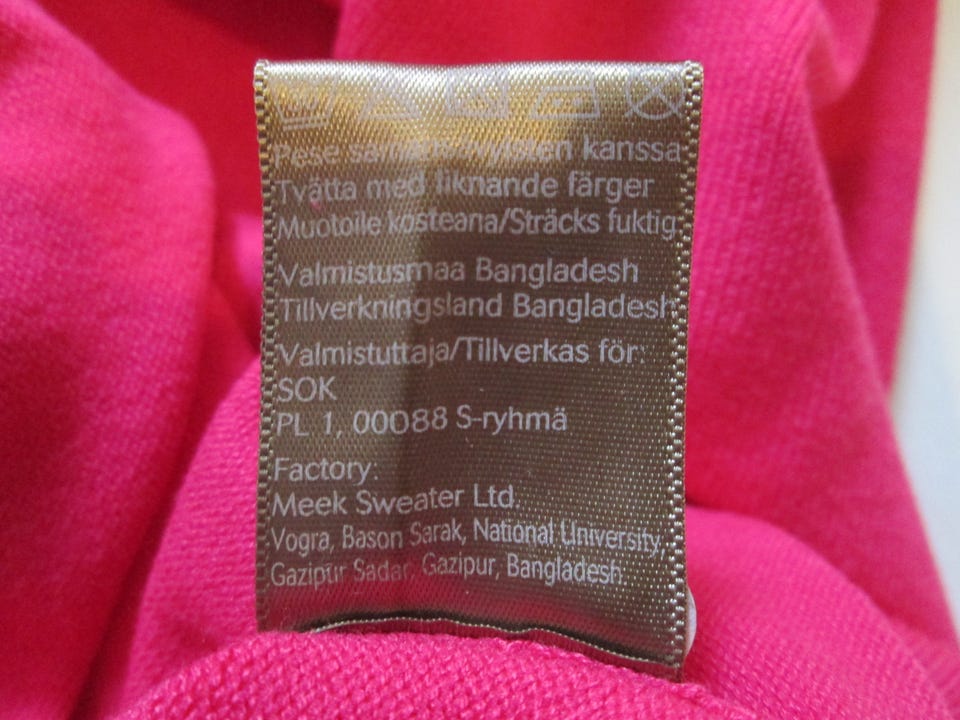 Pese samanväristen kanssa
Tvätta med liknande färger
Muotoile kosteana/Sträcks fuktig
Valmistusmaa Bangladesh
Tillverkningsland Bangladesh
Valmistuttaja/Tillverkas för:
SOK
PL 1, 00088 S-ryhmä
Factory:
Meek Sweater Ltd.
Vogra, Bason Sarak, National University,
Gazipur Sadar, Gazipur, Bangladesh.